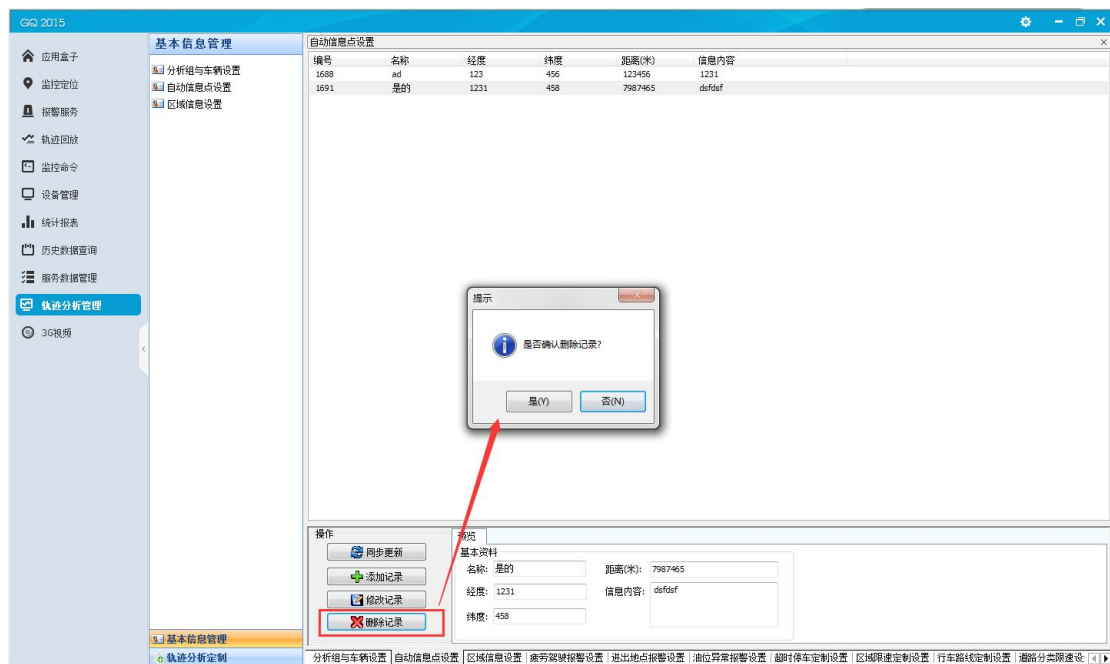 GQ 2015
应用盒子
监控定位
报警服务
轨迹回放
监控命令
设备管理
统计报表
历史数据查询
服务数据管理
轨迹分析管理
3G视频
基本信息管理
分析组与车辆设置
自动信息点设置
区域信息设置
基本信息管理
轨迹分析定制
自动信息点设置
编号 名称 经度 纬度 距离(米) 信息内容
1688 ad 123 456 123456 1231
1691 是的 1231 458 7987465 dsfdsf
提示
是否确认删除记录?
是(Y) 否(N)
操作
同步更新
添加记录
修改记录
删除记录
预览
基本资料
名称: 是的 距离(米): 7987465
经度: 1231 信息内容: dsfdsf
纬度: 458
分析组与车辆设置 自动信息点设置 区域信息设置 疲劳驾驶报警设置 进出地点报警设置 油位异常报警设置 超时停车定制设置 区域限速定制设置 行车路线定制设置 道路分类限速设